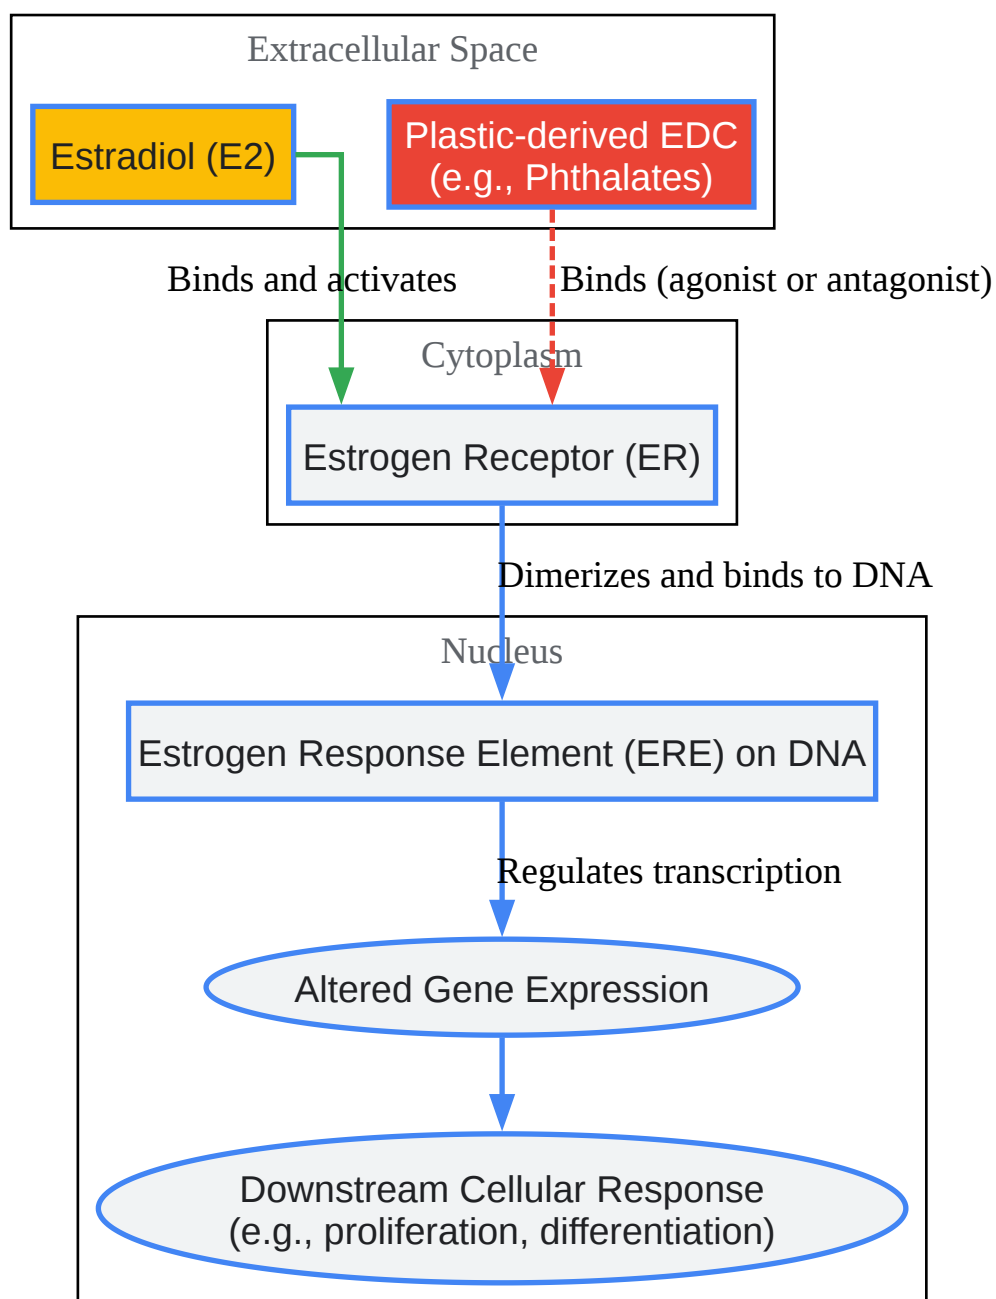 Extracellular Space
Estradiol (E2)
Plastic-derived EDC
(e.g., Phthalates)
Binds and activates
Binds (agonist or antagonist)
Cytoplasm
Estrogen Receptor (ER)
Dimerizes and binds to DNA
Nucleus
Estrogen Response Element (ERE) on DNA
Regulates transcription
Altered Gene Expression
Downstream Cellular Response
(e.g., proliferation, differentiation)